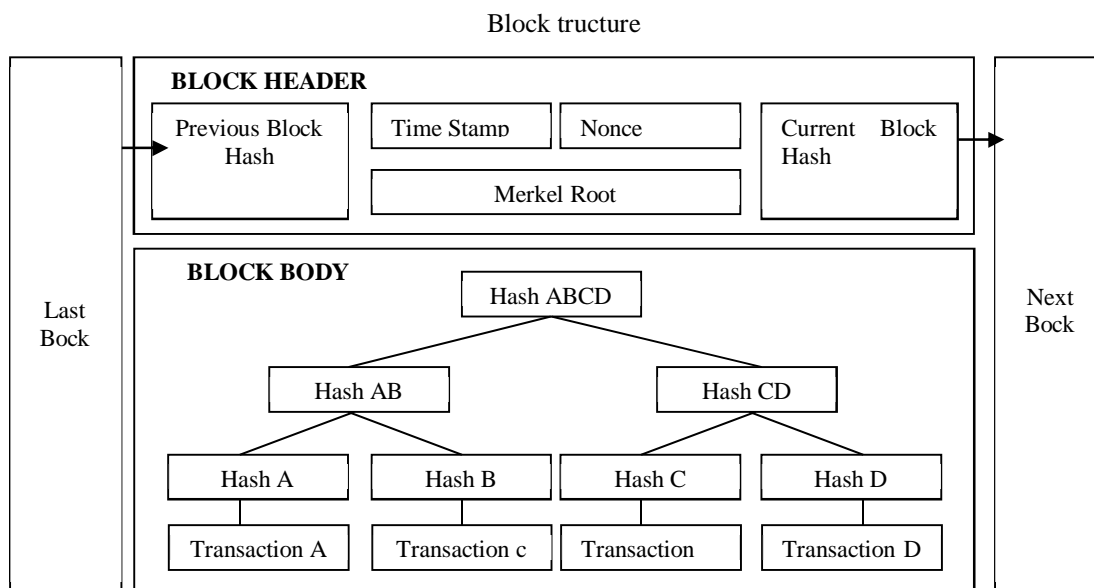 Block tructure
BLOCK HEADER
Previous Block
Hash
Time Stamp
Nonce
Current Block
Hash
Merkel Root
BLOCK BODY
Hash ABCD
Last
Bock
Next
Bock
Hash AB
Hash CD
Hash A
Hash B
Hash C
Hash D
Transaction A
Transaction c
Transaction
Transaction D